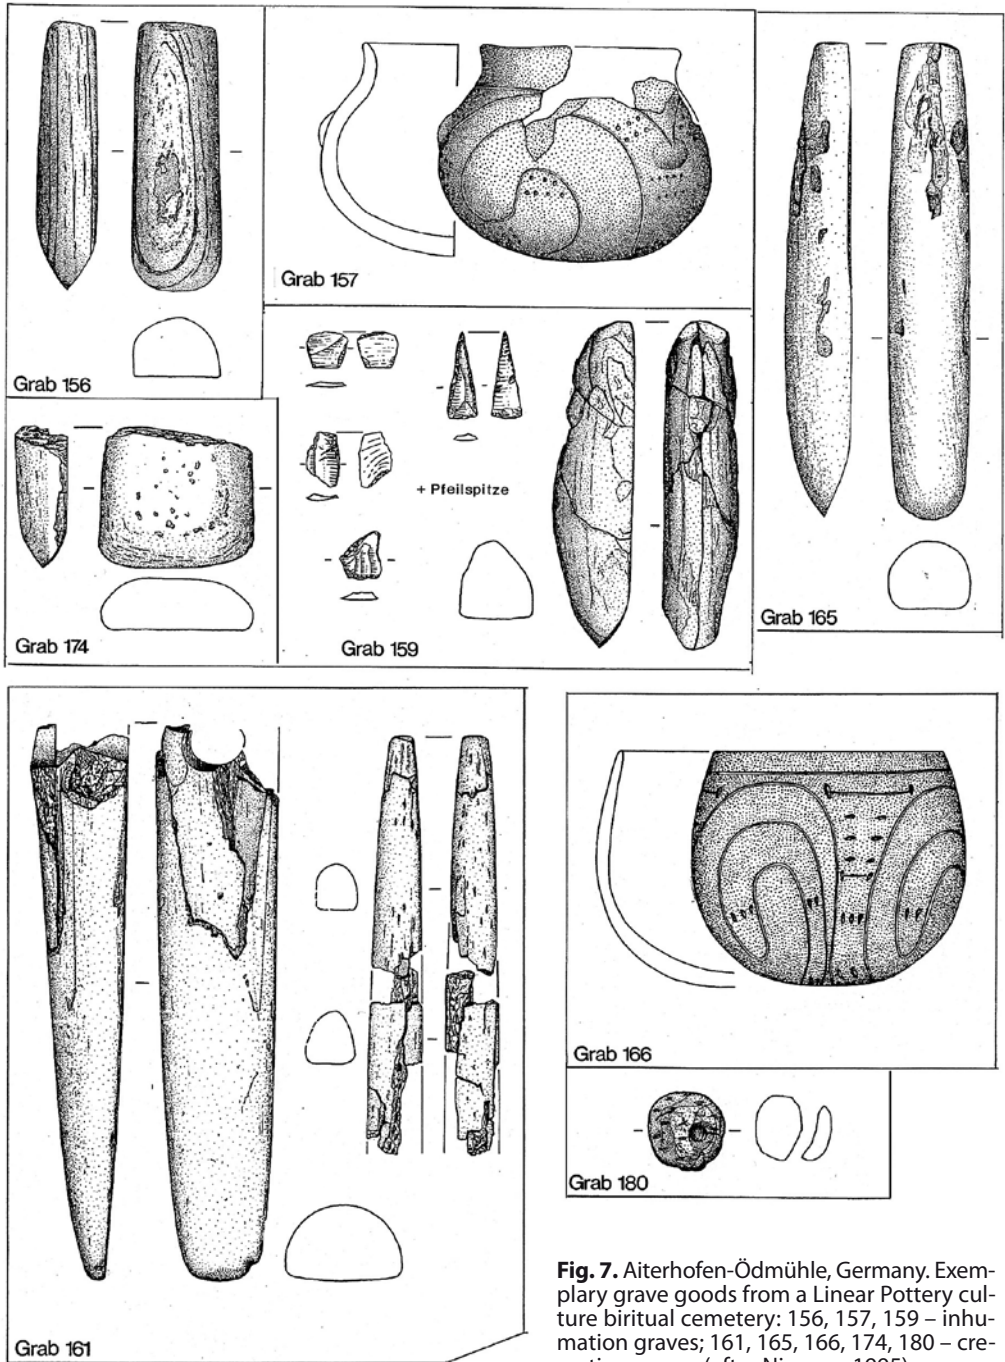 Grab 156
Grab 157
Grab 165
Grab 174
+ Pfeilspitze
Grab 159
Grab 161
Grab 166
Grab 180
Fig. 7. Aiterhofen-Ödmühle, Germany. Exem-
plary grave goods from a Linear Pottery cul-
ture biritual cemetery: 156, 157, 159 – inhu-
mation graves; 161, 165, 166, 174, 180 – cre-